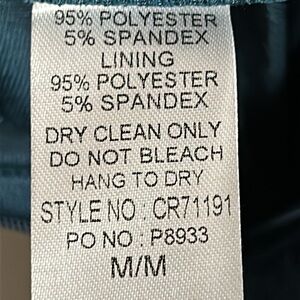 95% POLYESTER
5% SPANDEX
LINING
95% POLYESTER
5% SPANDEX
DRY CLEAN ONLY
DO NOT BLEACH
HANG TO DRY
STYLE NO : CR71191
PO NO : P8933
M/M